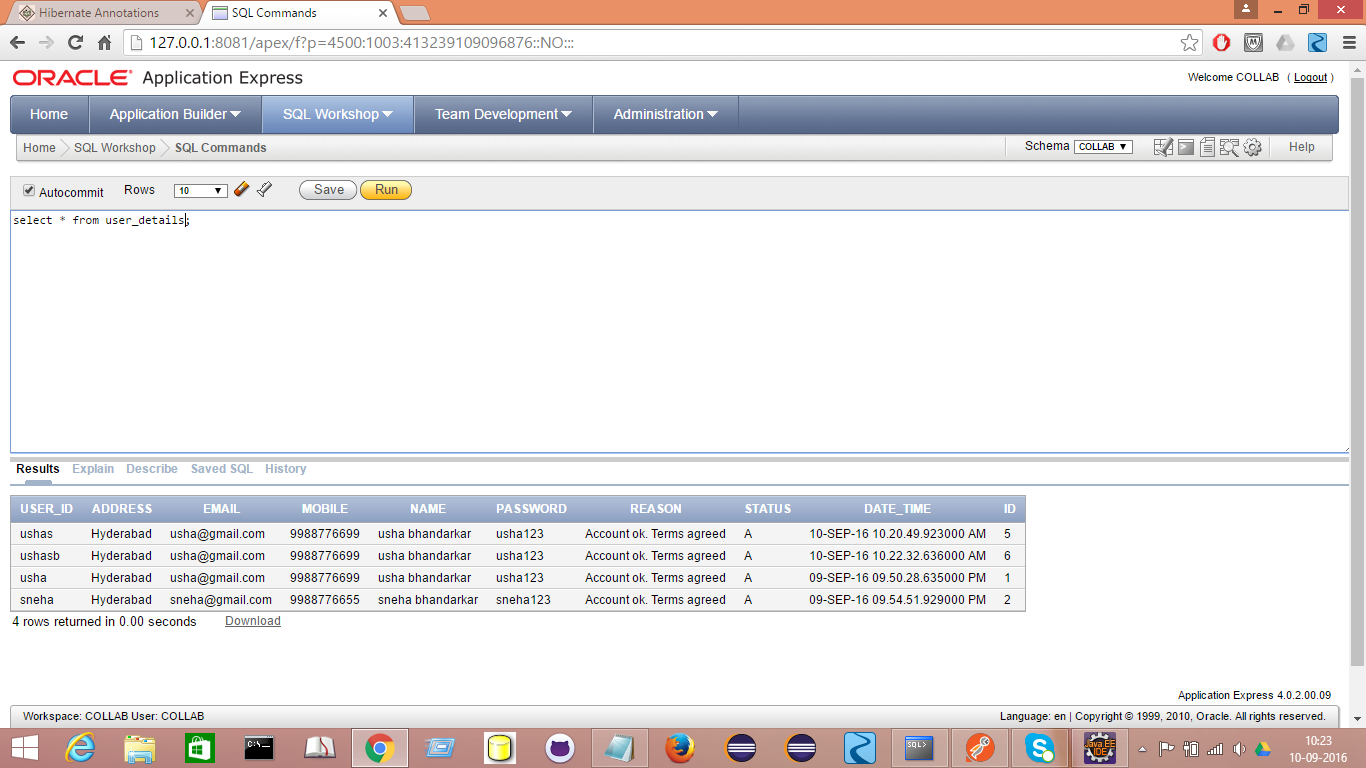 Hibernate Annotations
SQL Commands
127.0.0.1:8081/apex/f?p=4500:1003:413239109096876::NO:::
ORACLE Application Express
Welcome COLLAB ( Logout )
Home Application Builder SQL Workshop Team Development Administration
Home SQL Workshop SQL Commands Schema COLLAB Help
Autocommit Rows 10 Save Run
select * from user_details;
Results Explain Describe Saved SQL History
USER_ID ADDRESS EMAIL MOBILE NAME PASSWORD REASON STATUS DATE_TIME ID
ushas Hyderabad usha@gmail.com 9988776699 usha bhandarkar usha123 Account ok. Terms agreed A 10-SEP-16 10.20.49.923000 AM 5
ushasb Hyderabad usha@gmail.com 9988776699 usha bhandarkar usha123 Account ok. Terms agreed A 10-SEP-16 10.22.32.636000 AM 6
usha Hyderabad usha@gmail.com 9988776699 usha bhandarkar usha123 Account ok. Terms agreed A 09-SEP-16 09.50.28.635000 PM 1
sneha Hyderabad sneha@gmail.com 9988776655 sneha bhandarkar sneha123 Account ok. Terms agreed A 09-SEP-16 09.54.51.929000 PM 2
4 rows returned in 0.00 seconds Download
Application Express 4.0.2.00.09
Workspace: COLLAB User: COLLAB Language: en | Copyright © 1999, 2010, Oracle. All rights reserved.
C:\
SQL>
Java EE
IDE
10:23
10-09-2016